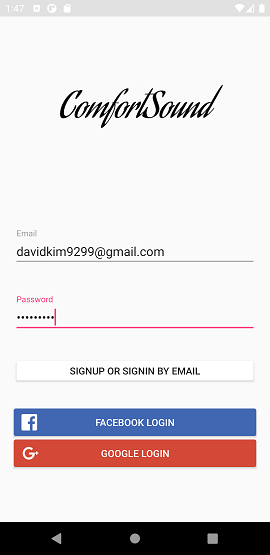 1:47
ComfortSound
Email
davidkim9299@gmail.com
Password
•••••••••
SIGNUP OR SIGNIN BY EMAIL
FACEBOOK LOGIN
GOOGLE LOGIN